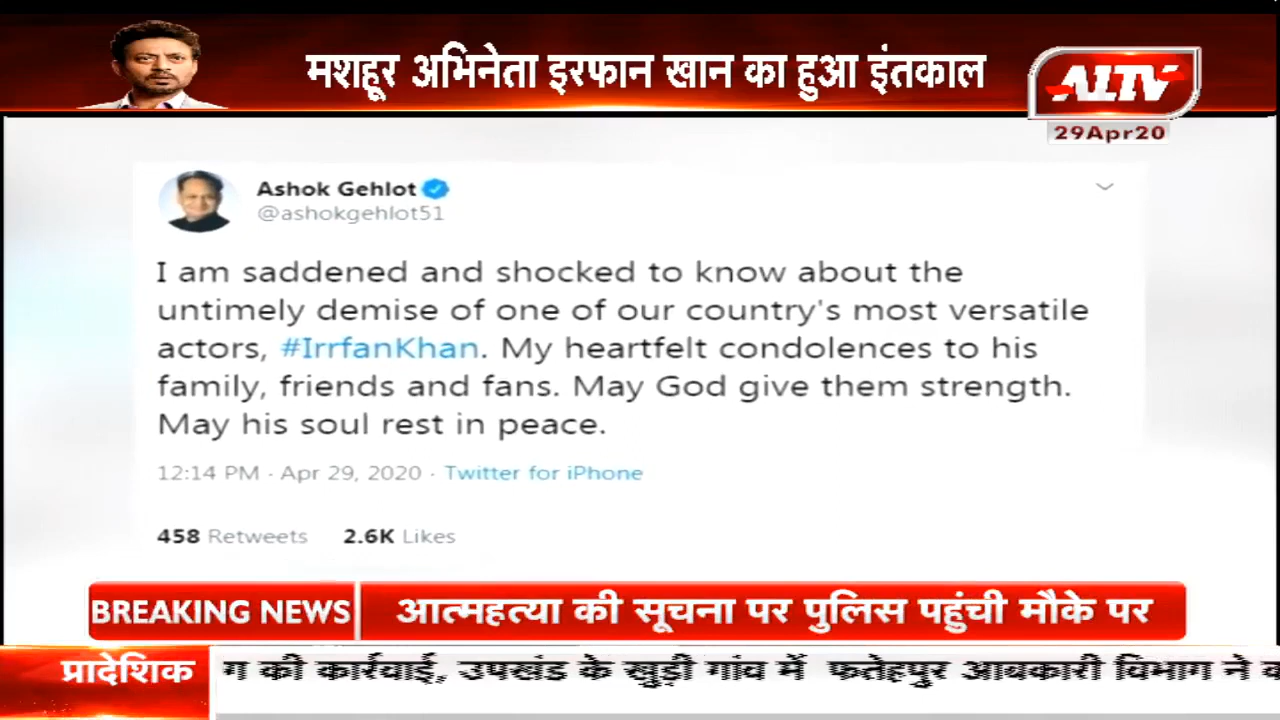 मशहूर अभिनेता इरफान खान का हुआ इंतकाल
ALTV
29Apr20
Ashok Gehlot
@ashokgehlot51
I am saddened and shocked to know about the
untimely demise of one of our country's most versatile
actors, #IrrfanKhan. My heartfelt condolences to his
family, friends and fans. May God give them strength.
May his soul rest in peace.
12:14 PM · Apr 29, 2020 · Twitter for iPhone
458 Retweets 2.6K Likes
BREAKING NEWS आत्महत्या की सूचना पर पुलिस पहुंची मौके पर
प्रादेशिक ग की कार्रवाई, उपखंड के खुड़ी गांव में फतेहपुर आबकारी विभाग ने